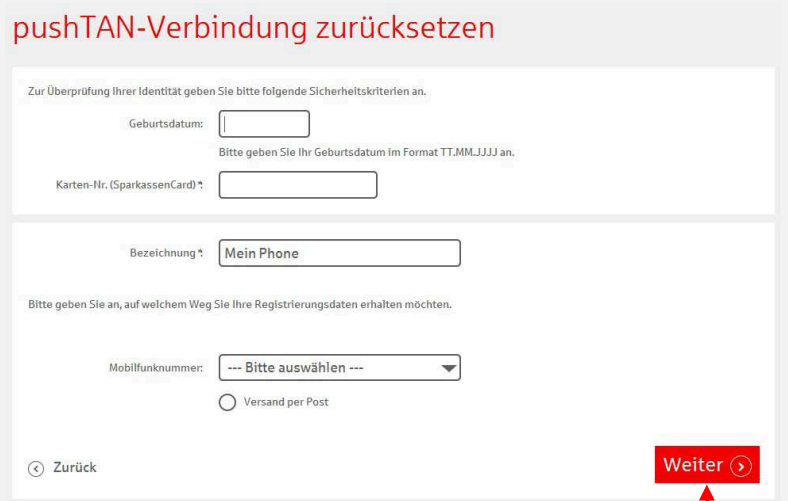 pushTAN-Verbindung zurücksetzen
Zur Überprüfung Ihrer Identität geben Sie bitte folgende Sicherheitskriterien an.
Geburtsdatum:
Bitte geben Sie Ihr Geburtsdatum im Format TT.MM.JJJJ an.
Karten-Nr. (SparkassenCard) *:
Bezeichnung *: Mein Phone
Bitte geben Sie an, auf welchem Weg Sie Ihre Registrierungsdaten erhalten möchten.
Mobilfunknummer: --- Bitte auswählen ---
Versand per Post
Zurück Weiter